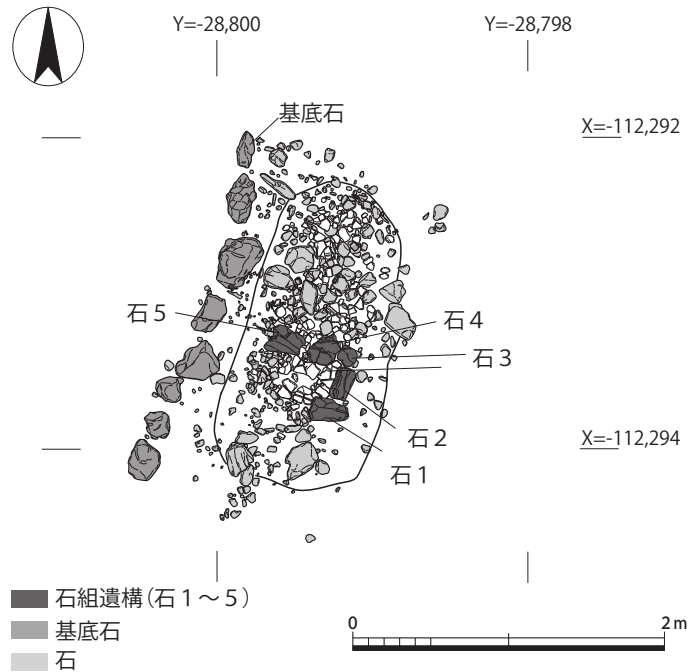 Y=-28,800
Y=-28,798
基底石
X=-112,292
石５
石４
石３
石２
X=-112,294
石１
石組遺構（石１～５）
基底石
石
0
2 m